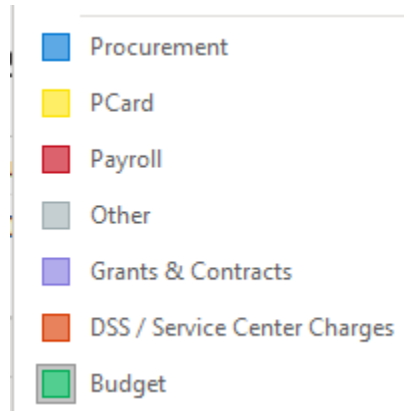 Procurement
PCard
Payroll
Other
Grants & Contracts
DSS / Service Center Charges
Budget